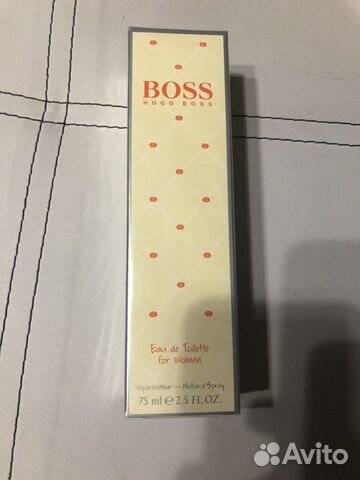 BOSS
HUGO BOSS
Eau de Toilette
for Women
Vaporisateur – Natural Spray
75 ml e 2.5 FL.OZ.
Avito